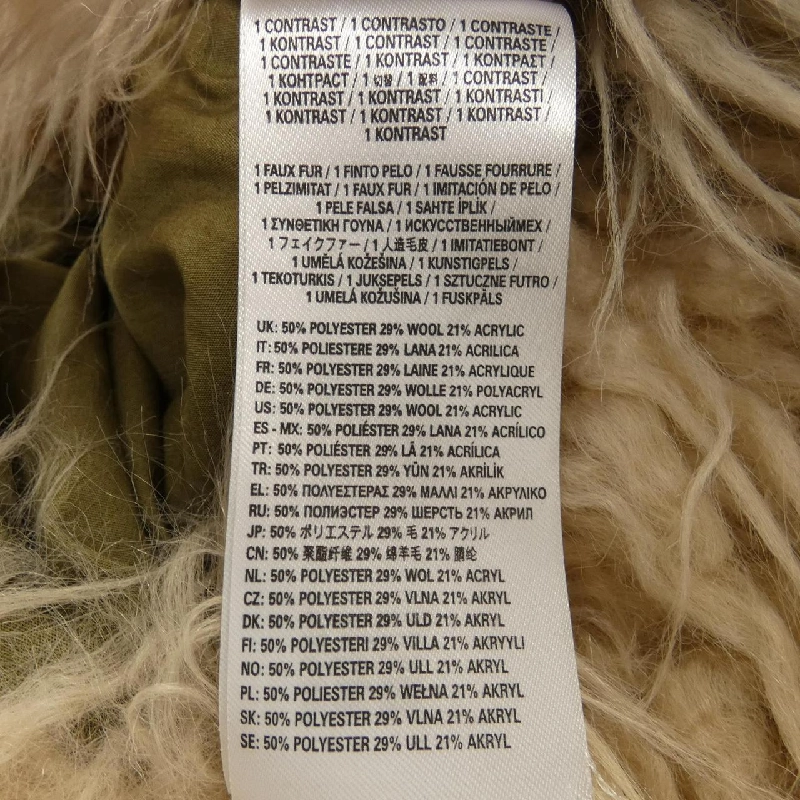 1 CONTRAST / 1 CONTRASTO / 1 CONTRASTE /
1 KONTRAST / 1 CONTRAST / 1 CONTRASTE /
1 CONTRASTE / 1 KONTRAST / 1 ΚΟΝΤΡΑΣΤ /
1 КОНТРАСТ / 1 切替 / 1 配料 / 1 CONTRAST /
1 KONTRAST / 1 KONTRAST / 1 KONTRASTI /
1 KONTRAST / 1 KONTRAST / 1 KONTRAST /
1 KONTRAST
1 FAUX FUR / 1 FINTO PELO / 1 FAUSSE FOURRURE /
1 PELZIMITAT / 1 FAUX FUR / 1 IMITACIÓN DE PELO /
1 PELE FALSA / 1 SAHTE İPLİK /
1 ΣΥΝΘΕΤΙΚΗ ΓΟΥΝΑ / 1 ИСКУССТВЕННЫЙМЕХ /
1 フェイクファー / 1 人造毛皮 / 1 IMITATIEBONT /
1 UMĚLÁ KOŽEŠINA / 1 KUNSTIGPELS /
1 TEKOTURKIS / 1 JUKSEPELS / 1 SZTUCZNE FUTRO /
1 UMELÁ KOŽUŠINA / 1 FUSKPÄLS
UK: 50% POLYESTER 29% WOOL 21% ACRYLIC
IT: 50% POLIESTERE 29% LANA 21% ACRILICA
FR: 50% POLYESTER 29% LAINE 21% ACRYLIQUE
DE: 50% POLYESTER 29% WOLLE 21% POLYACRYL
US: 50% POLYESTER 29% WOOL 21% ACRYLIC
ES - MX: 50% POLIÉSTER 29% LANA 21% ACRÍLICO
PT: 50% POLIÉSTER 29% LÃ 21% ACRÍLICA
TR: 50% POLYESTER 29% YÜN 21% AKRİLİK
EL: 50% ΠΟΛΥΕΣΤΕΡΑΣ 29% ΜΑΛΛΙ 21% ΑΚΡΥΛΙΚΟ
RU: 50% ПОЛИЭСТЕР 29% ШЕРСТЬ 21% АКРИЛ
JP: 50% ポリエステル 29% 毛 21% アクリル
CN: 50% 聚酯纤维 29% 绵羊毛 21% 腈纶
NL: 50% POLYESTER 29% WOL 21% ACRYL
CZ: 50% POLYESTER 29% VLNA 21% AKRYL
DK: 50% POLYESTER 29% ULD 21% AKRYL
FI: 50% POLYESTERI 29% VILLA 21% AKRYYLI
NO: 50% POLYESTER 29% ULL 21% AKRYL
PL: 50% POLIESTER 29% WEŁNA 21% AKRYL
SK: 50% POLYESTER 29% VLNA 21% AKRYL
SE: 50% POLYESTER 29% ULL 21% AKRYL